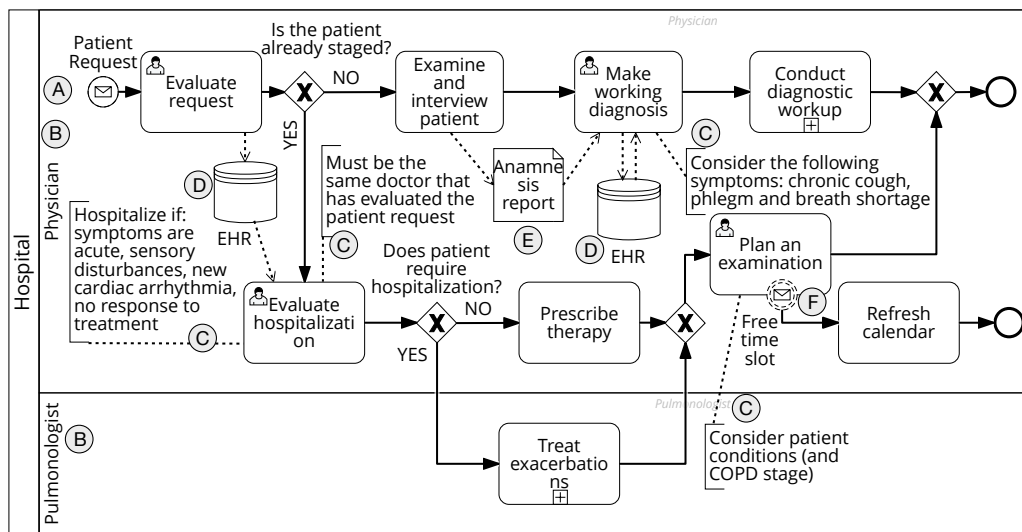 Hospital
Physician
Physician
Patient
Request
A
B
Evaluate
request
Is the patient
already staged?
NO
YES
Examine
and
interview
patient
Make
working
diagnosis
Conduct
diagnostic
workup
D
EHR
Must be the
same doctor that
has evaluated the
patient request
C
Anamne
sis
report
E
D
EHR
C
Consider the following
symptoms: chronic cough,
phlegm and breath shortage
Hospitalize if:
symptoms are
acute, sensory
disturbances, new
cardiac arrhythmia,
no response to
treatment
C
Evaluate
hospitalizati
on
Does patient
require
hospitalization?
NO
YES
Prescribe
therapy
Plan an
examination
F
Free
time
slot
Refresh
calendar
Pulmonologist
B
Pulmonologist
C
Treat
exacerbatio
ns
Consider patient
conditions (and
COPD stage)